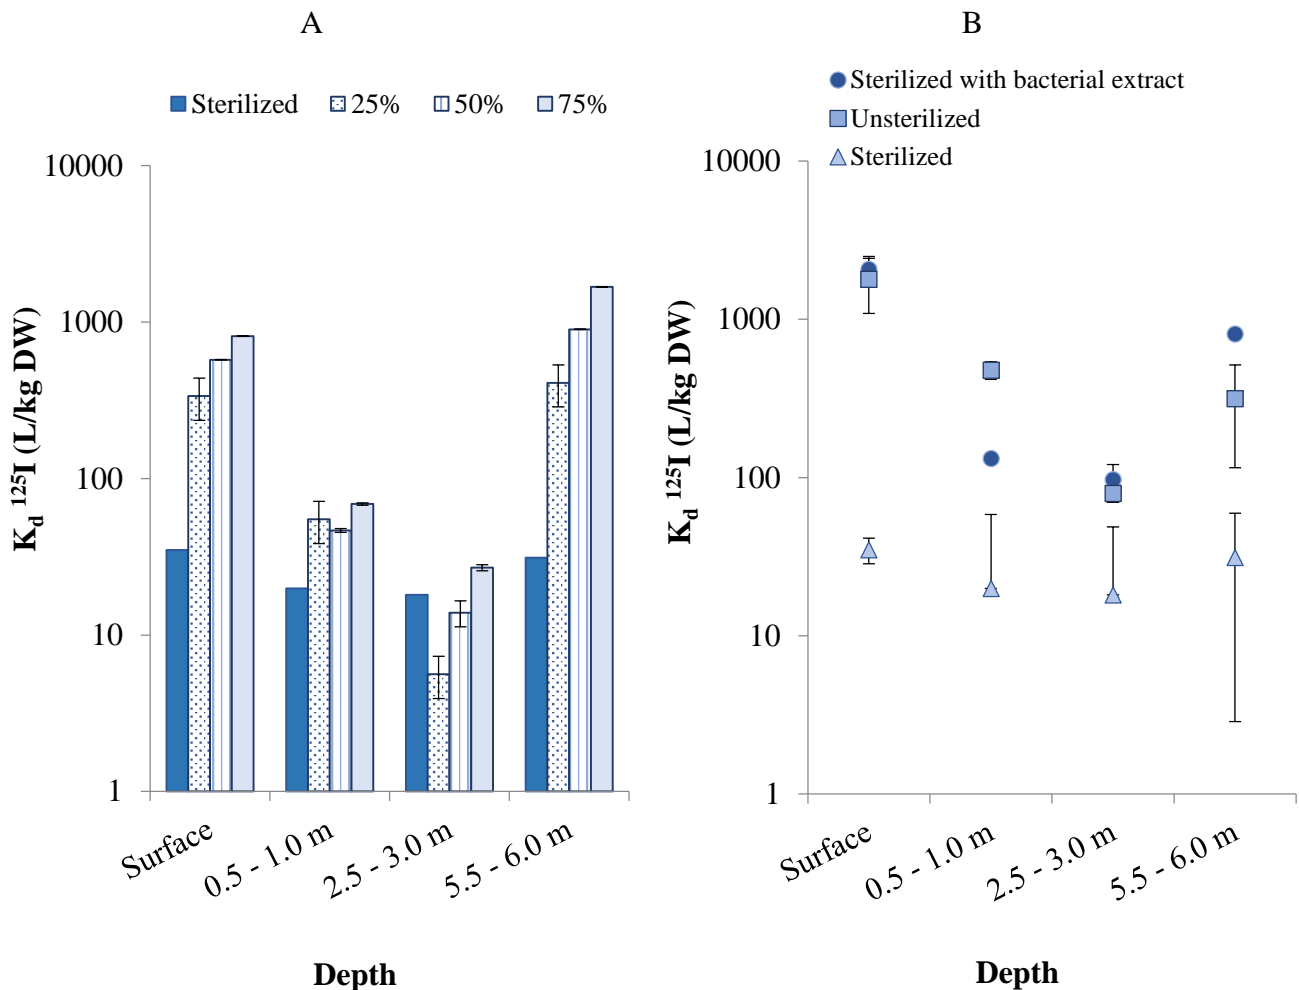 A
Sterilized 25% 50% 75%
10000
1000
100
10
1
Kd 125I (L/kg DW)
Surface
0.5 - 1.0 m
2.5 - 3.0 m
5.5 - 6.0 m
Depth
B
Sterilized with bacterial extract
Unsterilized
Sterilized
10000
1000
100
10
1
Kd 125I (L/kg DW)
Surface
0.5 - 1.0 m
2.5 - 3.0 m
5.5 - 6.0 m
Depth